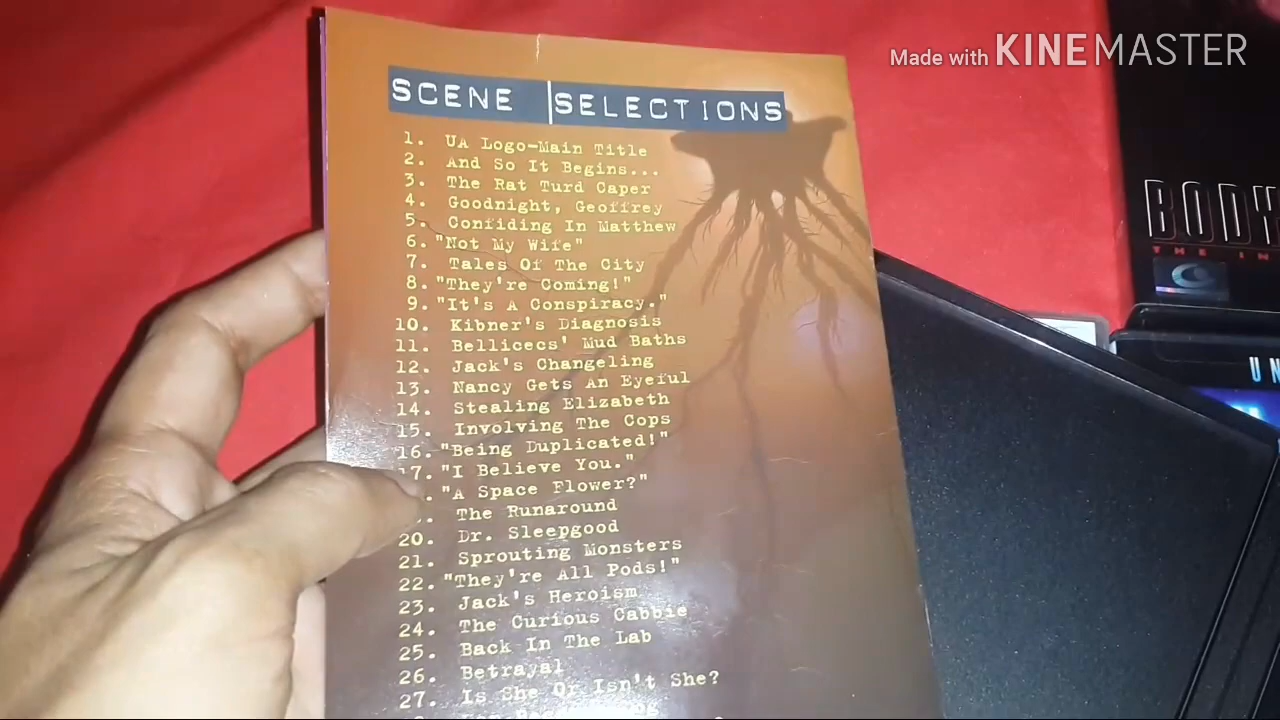 Made with KINEMASTER
SCENE SELECTIONS
1. UA Logo-Main Title
2. And So It Begins...
3. The Rat Turd Caper
4. Goodnight, Geoffrey
5. Confiding In Matthew
6. "Not My Wife"
7. Tales Of The City
8. "They're Coming!"
9. "It's A Conspiracy."
10. Kibner's Diagnosis
11. Bellicecs' Mud Baths
12. Jack's Changeling
13. Nancy Gets An Eyeful
14. Stealing Elizabeth
15. Involving The Cops
16. "Being Duplicated!"
17. "I Believe You."
. "A Space Flower?"
. The Runaround
20. Dr. Sleepgood
21. Sprouting Monsters
22. "They're All Pods!"
23. Jack's Heroism
24. The Curious Cabbie
25. Back In The Lab
26. Betrayal
27. Is She Or Isn't She?
BODY
THE IN
UN